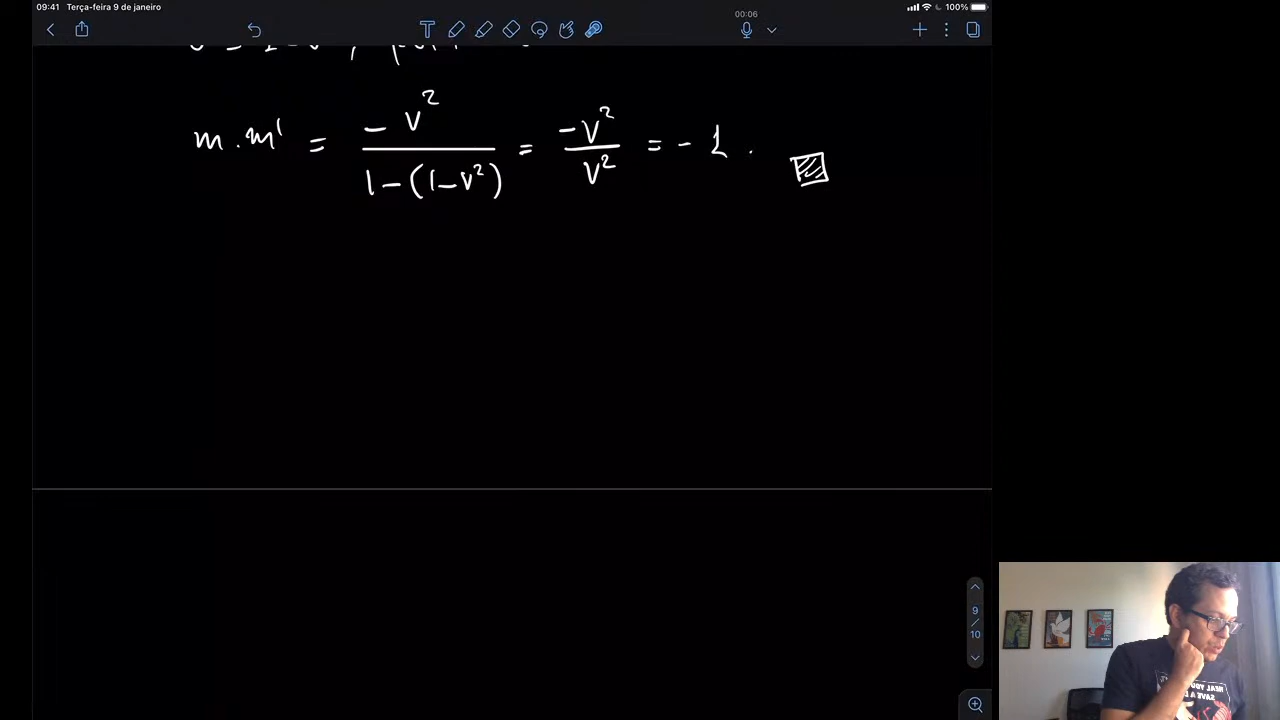 09:41 Terça-feira 9 de janeiro
100%
00:06
T
m . m' = -v² / 1-(1-v²) = -v² / v² = -1 .
9
/
10